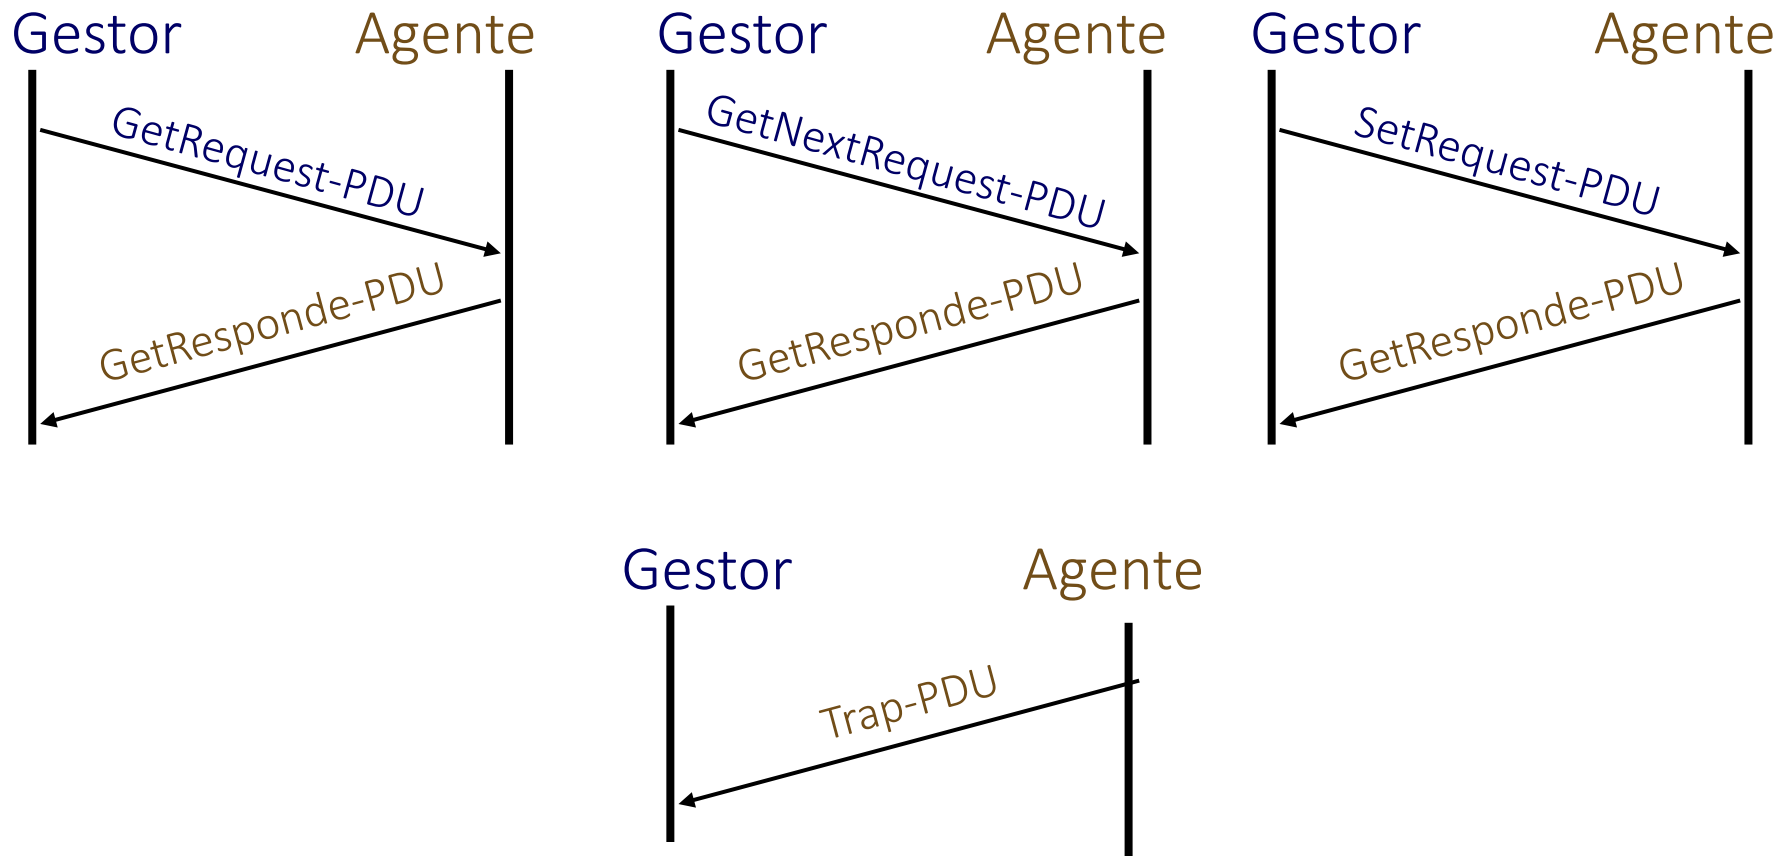 Gestor Agente
GetRequest-PDU
GetResponde-PDU
Gestor Agente
GetNextRequest-PDU
GetResponde-PDU
Gestor Agente
SetRequest-PDU
GetResponde-PDU
Gestor Agente
Trap-PDU